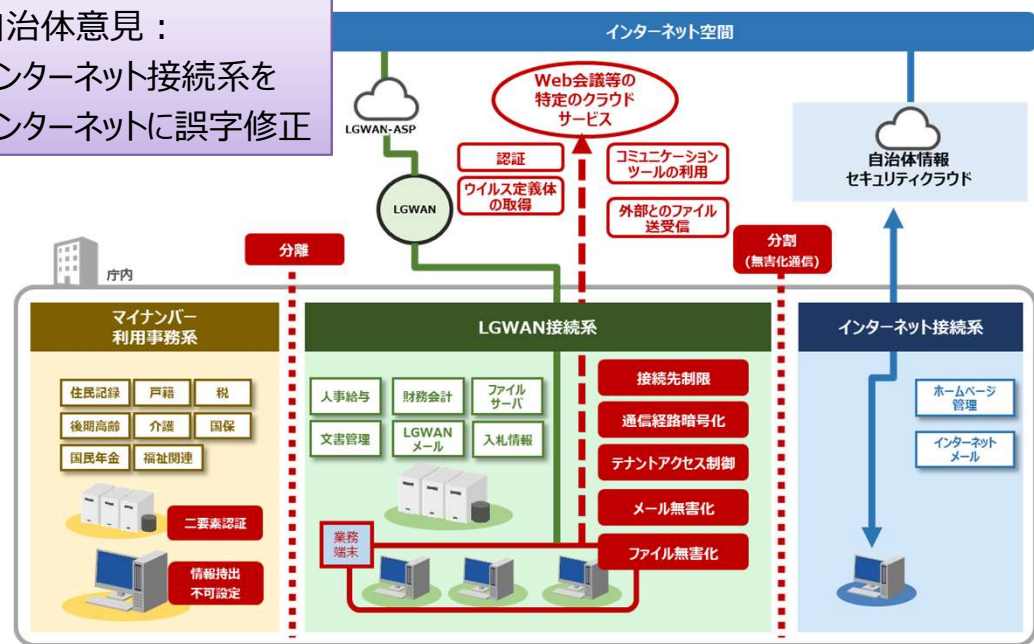 治体意見：
ンターネット接続系を
ンターネットに誤字修正
インターネット空間
LGWAN-ASP
Web会議等の
特定のクラウド
サービス
認証
ウイルス定義体
の取得
コミュニケーション
ツールの利用
外部とのファイル
送受信
自治体情報
セキュリティクラウド
LGWAN
分離
分割
(無害化通信)
庁内
マイナンバー
利用事務系
住民記録
戸籍
税
後期高齢
介護
国保
国民年金
福祉関連
二要素認証
情報持出
不可設定
LGWAN接続系
人事給与
財務会計
ファイル
サーバ
文書管理
LGWAN
メール
入札情報
業務
端末
接続先制限
通信経路暗号化
テナントアクセス制御
メール無害化
ファイル無害化
インターネット接続系
ホームページ
管理
インターネット
メール